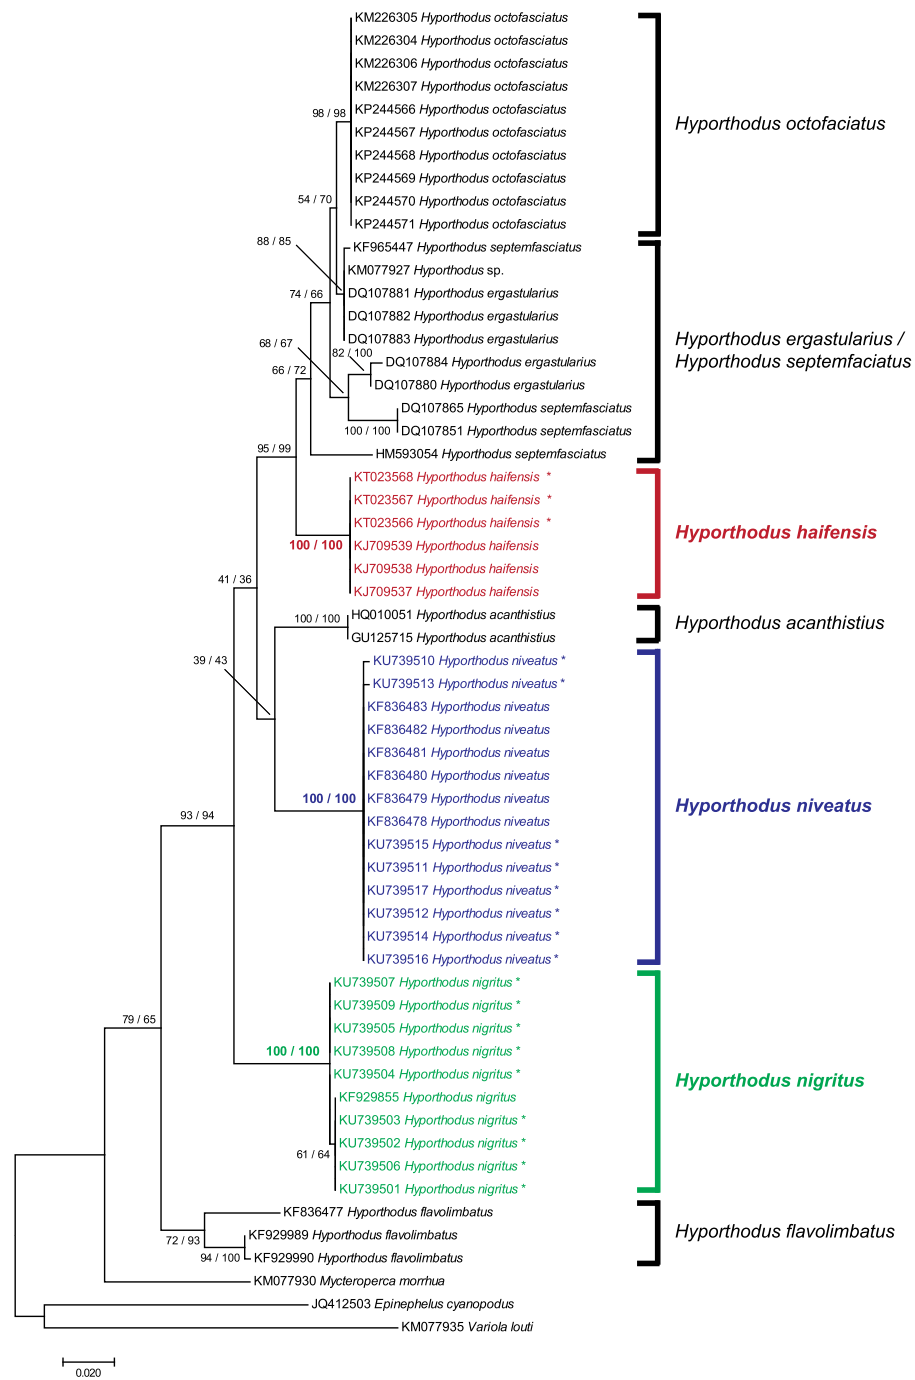 KM226305 Hyporthodus octofasciatus
KM226304 Hyporthodus octofasciatus
KM226306 Hyporthodus octofasciatus
KM226307 Hyporthodus octofasciatus
98 / 98
KP244566 Hyporthodus octofasciatus
Hyporthodus octofaciatus
KP244567 Hyporthodus octofasciatus
KP244568 Hyporthodus octofasciatus
KP244569 Hyporthodus octofasciatus
54 / 70
KP244570 Hyporthodus octofasciatus
KP244571 Hyporthodus octofasciatus
88 / 85
KF965447 Hyporthodus septemfasciatus
KM077927 Hyporthodus sp.
74 / 66
DQ107881 Hyporthodus ergastularius
DQ107882 Hyporthodus ergastularius
DQ107883 Hyporthodus ergastularius
Hyporthodus ergastularius /
Hyporthodus septemfaciatus
68 / 67
82 / 100
DQ107884 Hyporthodus ergastularius
66 / 72
DQ107880 Hyporthodus ergastularius
DQ107865 Hyporthodus septemfasciatus
100 / 100
DQ107851 Hyporthodus septemfasciatus
95 / 99
HM593054 Hyporthodus septemfasciatus
KT023568 Hyporthodus haifensis *
KT023567 Hyporthodus haifensis *
KT023566 Hyporthodus haifensis *
Hyporthodus haifensis
100 / 100
KJ709539 Hyporthodus haifensis
KJ709538 Hyporthodus haifensis
41 / 36
KJ709537 Hyporthodus haifensis
100 / 100
HQ010051 Hyporthodus acanthistius
Hyporthodus acanthistius
GU125715 Hyporthodus acanthistius
39 / 43
KU739510 Hyporthodus niveatus *
KU739513 Hyporthodus niveatus *
KF836483 Hyporthodus niveatus
KF836482 Hyporthodus niveatus
KF836481 Hyporthodus niveatus
KF836480 Hyporthodus niveatus
100 / 100
KF836479 Hyporthodus niveatus
Hyporthodus niveatus
93 / 94
KF836478 Hyporthodus niveatus
KU739515 Hyporthodus niveatus *
KU739511 Hyporthodus niveatus *
KU739517 Hyporthodus niveatus *
KU739512 Hyporthodus niveatus *
KU739514 Hyporthodus niveatus *
KU739516 Hyporthodus niveatus *
KU739507 Hyporthodus nigritus *
KU739509 Hyporthodus nigritus *
79 / 65
KU739505 Hyporthodus nigritus *
100 / 100
KU739508 Hyporthodus nigritus *
KU739504 Hyporthodus nigritus *
Hyporthodus nigritus
KF929855 Hyporthodus nigritus
KU739503 Hyporthodus nigritus *
KU739502 Hyporthodus nigritus *
61 / 64
KU739506 Hyporthodus nigritus *
KU739501 Hyporthodus nigritus *
KF836477 Hyporthodus flavolimbatus
72 / 93
KF929989 Hyporthodus flavolimbatus
Hyporthodus flavolimbatus
94 / 100
KF929990 Hyporthodus flavolimbatus
KM077930 Mycteroperca morrhua
JQ412503 Epinephelus cyanopodus
KM077935 Variola louti
0.020